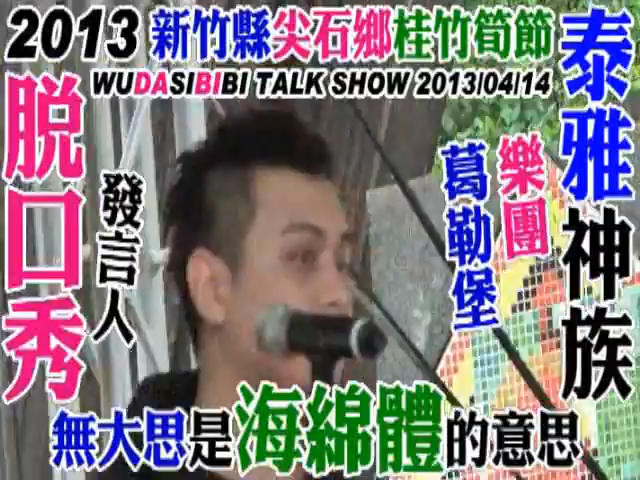 2013 新竹縣尖石鄉桂竹筍節
WUDASIBIBI TALK SHOW 2013/04/14
脫口秀
發言人
泰雅神族
樂團
葛勒堡
無大思是海綿體的意思